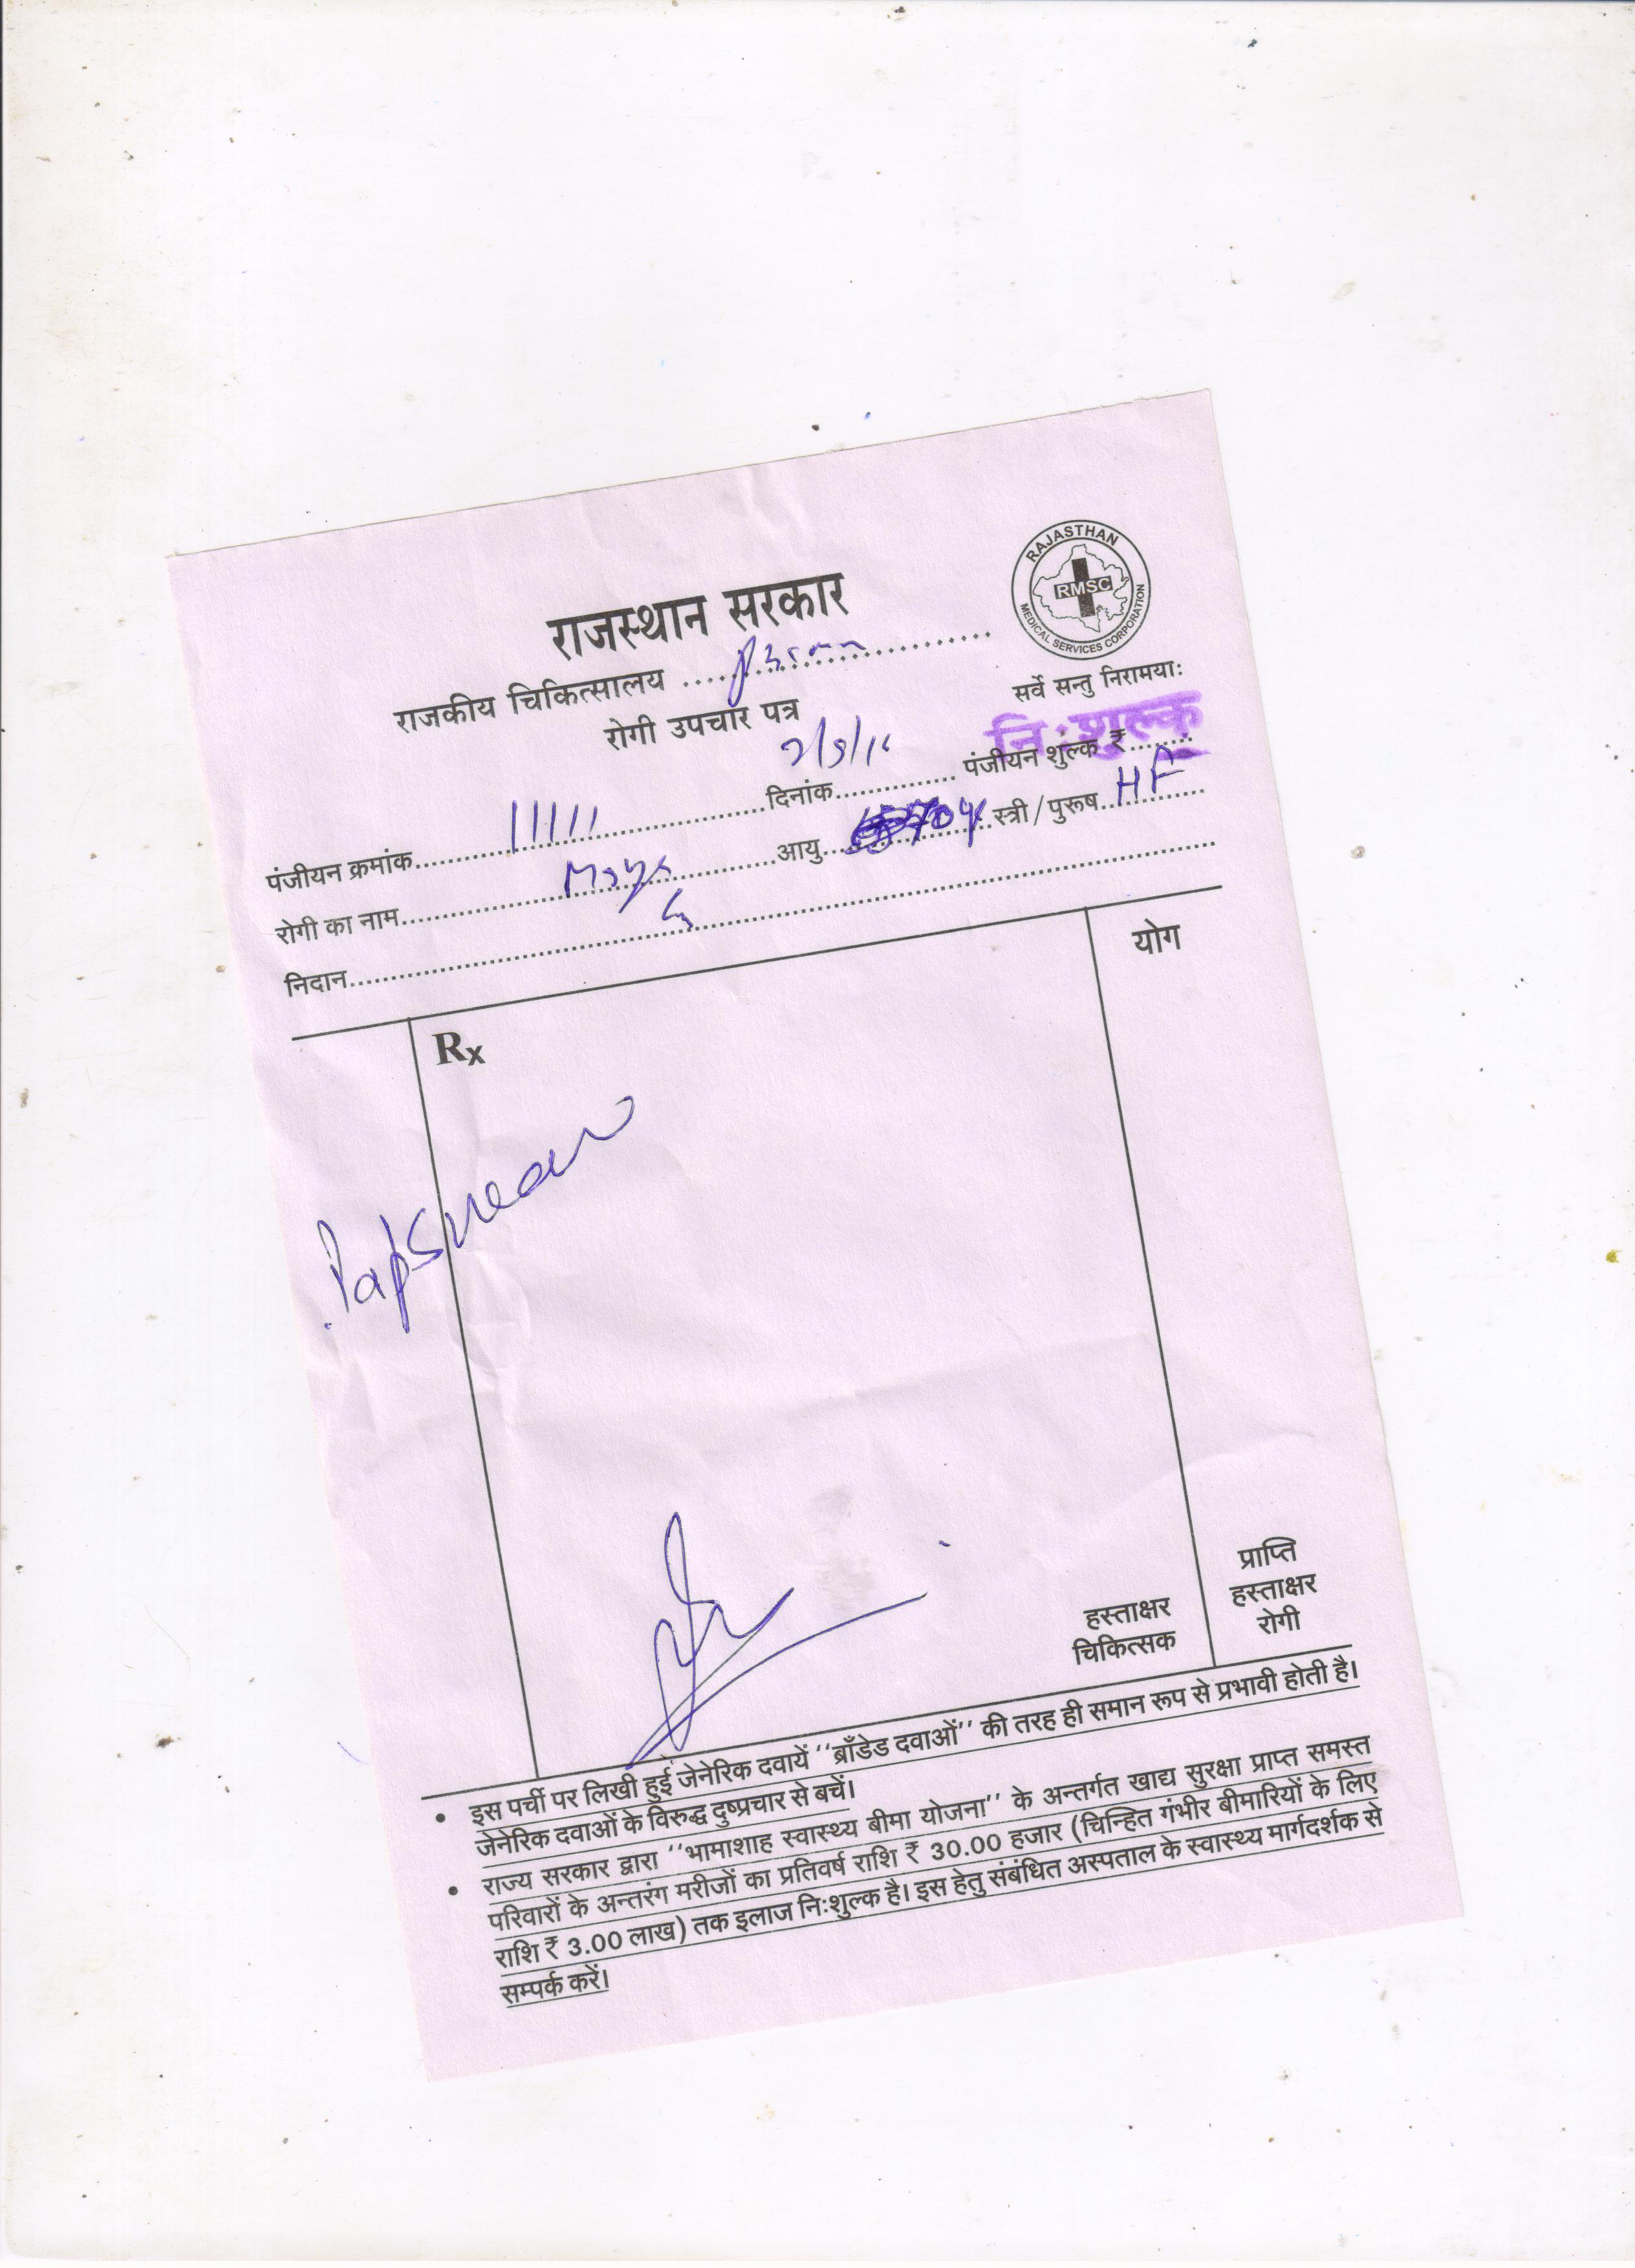 राजस्थान सरकार
RAJASTHAN
RMSC
MEDICAL SERVICES CORPORATION
राजकीय चिकित्सालय ..............................
सर्वे सन्तु निरामयाः
रोगी उपचार पत्र
नि:शुल्क
पंजीयन क्रमांक.............................. 11111 दिनांक.............. पंजीयन शुल्क ₹........
रोगी का नाम.............................. Maya आयु.............. 70y स्त्री/पुरूष.............. HF
निदान..............................
Rx
योग
Papsmear
हस्ताक्षर
चिकित्सक
प्राप्ति
हस्ताक्षर
रोगी
• इस पर्ची पर लिखी हुई जेनेरिक दवायें ‘‘ब्राँडेड दवाओं’’ की तरह ही समान रूप से प्रभावी होती है।
जेनेरिक दवाओं के विरुद्ध दुष्प्रचार से बचें।
• राज्य सरकार द्वारा ‘‘भामाशाह स्वास्थ्य बीमा योजना’’ के अन्तर्गत खाद्य सुरक्षा प्राप्त समस्त
परिवारों के अन्तरंग मरीजों का प्रतिवर्ष राशि ₹ 30.00 हजार (चिन्हित गंभीर बीमारियों के लिए
राशि ₹ 3.00 लाख) तक इलाज नि:शुल्क है। इस हेतु संबंधित अस्पताल के स्वास्थ्य मार्गदर्शक से
सम्पर्क करें।